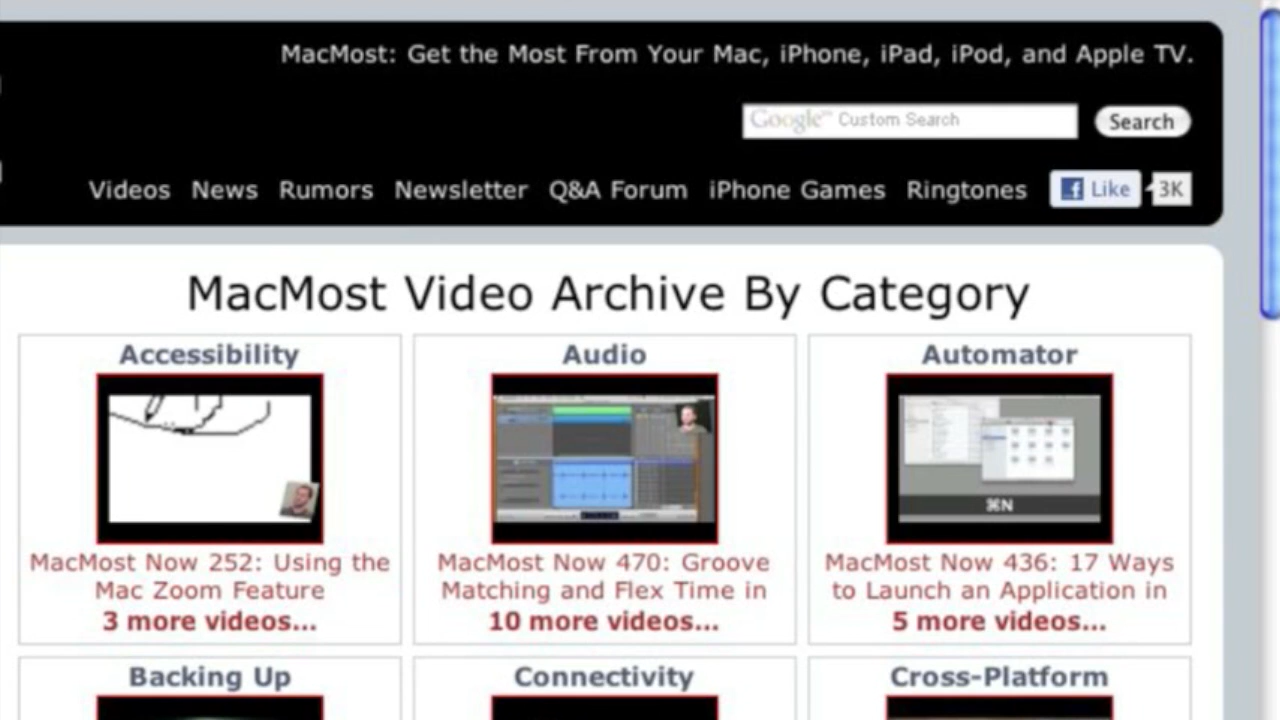 MacMost: Get the Most From Your Mac, iPhone, iPad, iPod, and Apple TV.
Google™ Custom Search
Search
Videos News Rumors Newsletter Q&A Forum iPhone Games Ringtones Like 3K
MacMost Video Archive By Category
Accessibility
MacMost Now 252: Using the
Mac Zoom Feature
3 more videos...
Audio
MacMost Now 470: Groove
Matching and Flex Time in
10 more videos...
Automator
⌘N
MacMost Now 436: 17 Ways
to Launch an Application in
5 more videos...
Backing Up
Connectivity
Cross-Platform